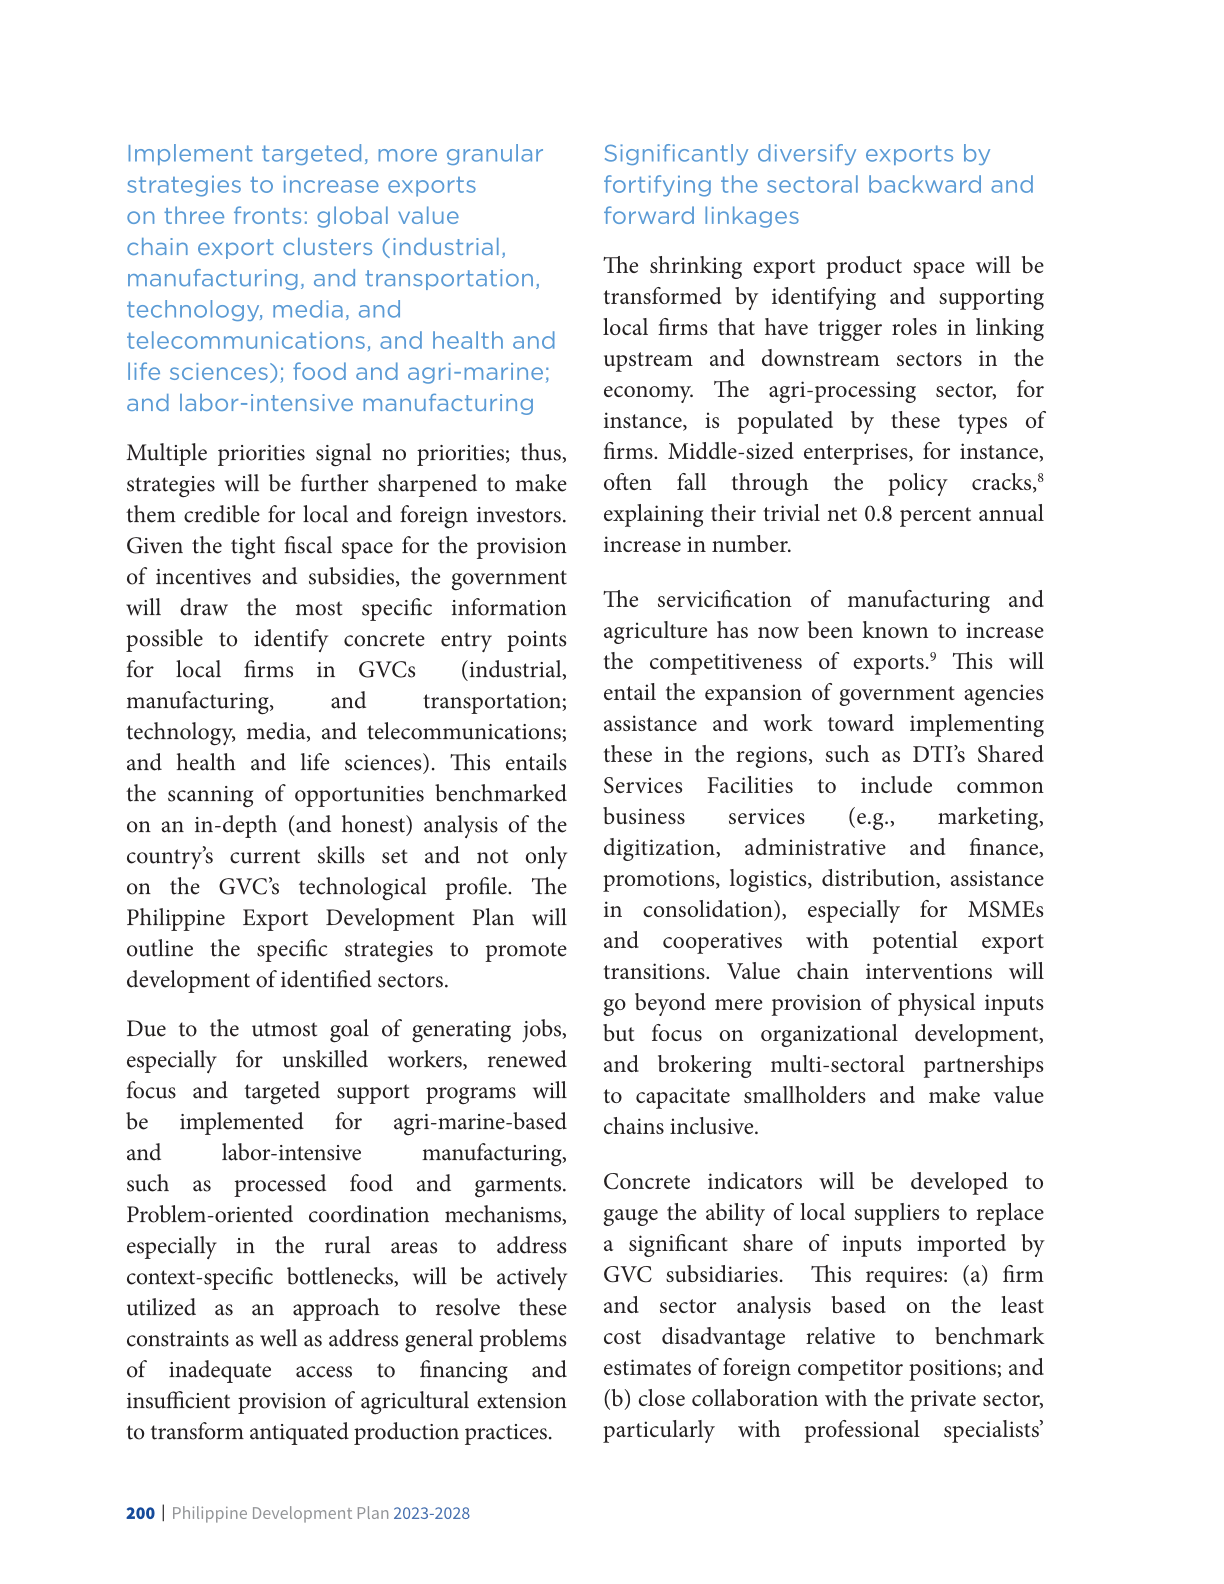 Implement targeted, more granular
strategies to increase exports
on three fronts: global value
chain export clusters (industrial,
manufacturing, and transportation,
technology, media, and
telecommunications, and health and
life sciences); food and agri-marine;
and labor-intensive manufacturing
Multiple priorities signal no priorities; thus,
strategies will be further sharpened to make
them credible for local and foreign investors.
Given the tight fiscal space for the provision
of incentives and subsidies, the government
will draw the most specific information
possible to identify concrete entry points
for local firms in GVCs (industrial,
manufacturing, and transportation;
technology, media, and telecommunications;
and health and life sciences). This entails
the scanning of opportunities benchmarked
on an in-depth (and honest) analysis of the
country’s current skills set and not only
on the GVC’s technological profile. The
Philippine Export Development Plan will
outline the specific strategies to promote
development of identified sectors.
Due to the utmost goal of generating jobs,
especially for unskilled workers, renewed
focus and targeted support programs will
be implemented for agri-marine-based
and labor-intensive manufacturing,
such as processed food and garments.
Problem-oriented coordination mechanisms,
especially in the rural areas to address
context-specific bottlenecks, will be actively
utilized as an approach to resolve these
constraints as well as address general problems
of inadequate access to financing and
insufficient provision of agricultural extension
to transform antiquated production practices.
Significantly diversify exports by
fortifying the sectoral backward and
forward linkages
The shrinking export product space will be
transformed by identifying and supporting
local firms that have trigger roles in linking
upstream and downstream sectors in the
economy. The agri-processing sector, for
instance, is populated by these types of
firms. Middle-sized enterprises, for instance,
often fall through the policy cracks,⁸
explaining their trivial net 0.8 percent annual
increase in number.
The servicification of manufacturing and
agriculture has now been known to increase
the competitiveness of exports.⁹ This will
entail the expansion of government agencies
assistance and work toward implementing
these in the regions, such as DTI’s Shared
Services Facilities to include common
business services (e.g., marketing,
digitization, administrative and finance,
promotions, logistics, distribution, assistance
in consolidation), especially for MSMEs
and cooperatives with potential export
transitions. Value chain interventions will
go beyond mere provision of physical inputs
but focus on organizational development,
and brokering multi-sectoral partnerships
to capacitate smallholders and make value
chains inclusive.
Concrete indicators will be developed to
gauge the ability of local suppliers to replace
a significant share of inputs imported by
GVC subsidiaries. This requires: (a) firm
and sector analysis based on the least
cost disadvantage relative to benchmark
estimates of foreign competitor positions; and
(b) close collaboration with the private sector,
particularly with professional specialists’
200 | Philippine Development Plan 2023-2028